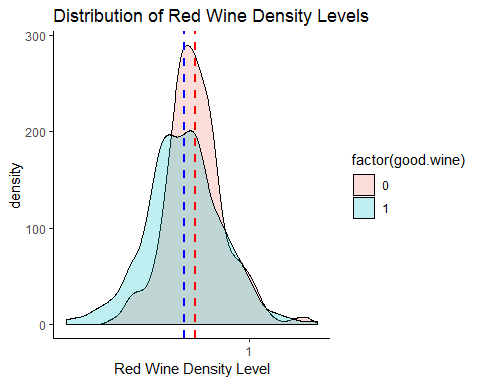 Distribution of Red Wine Density Levels
300
200
100
0
density
1
Red Wine Density Level
factor(good.wine)
0
1